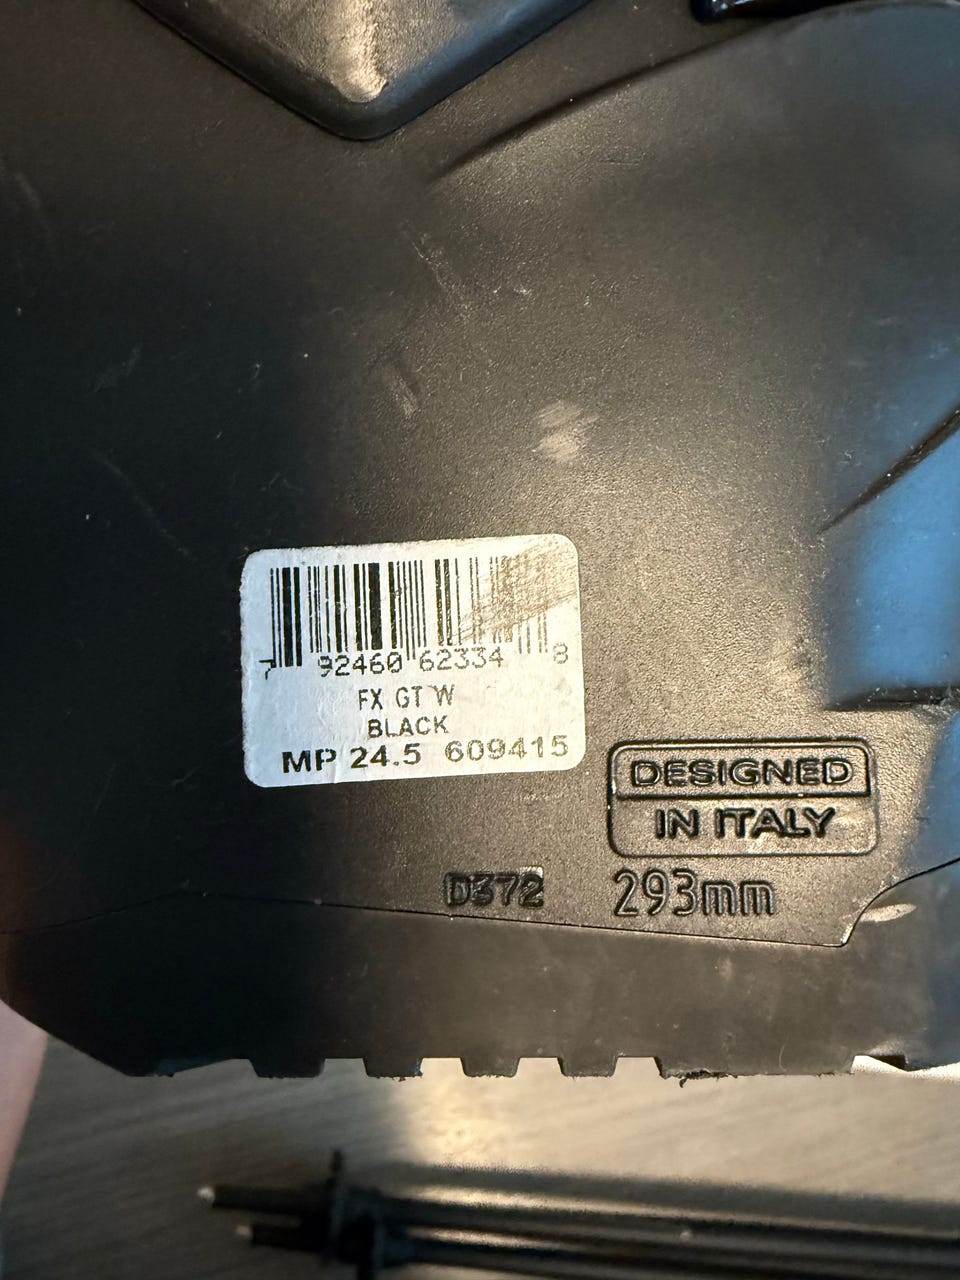 7 92460 62334 8
FX GT W
BLACK
MP 24.5 609415
DESIGNED
IN ITALY
D372 293mm